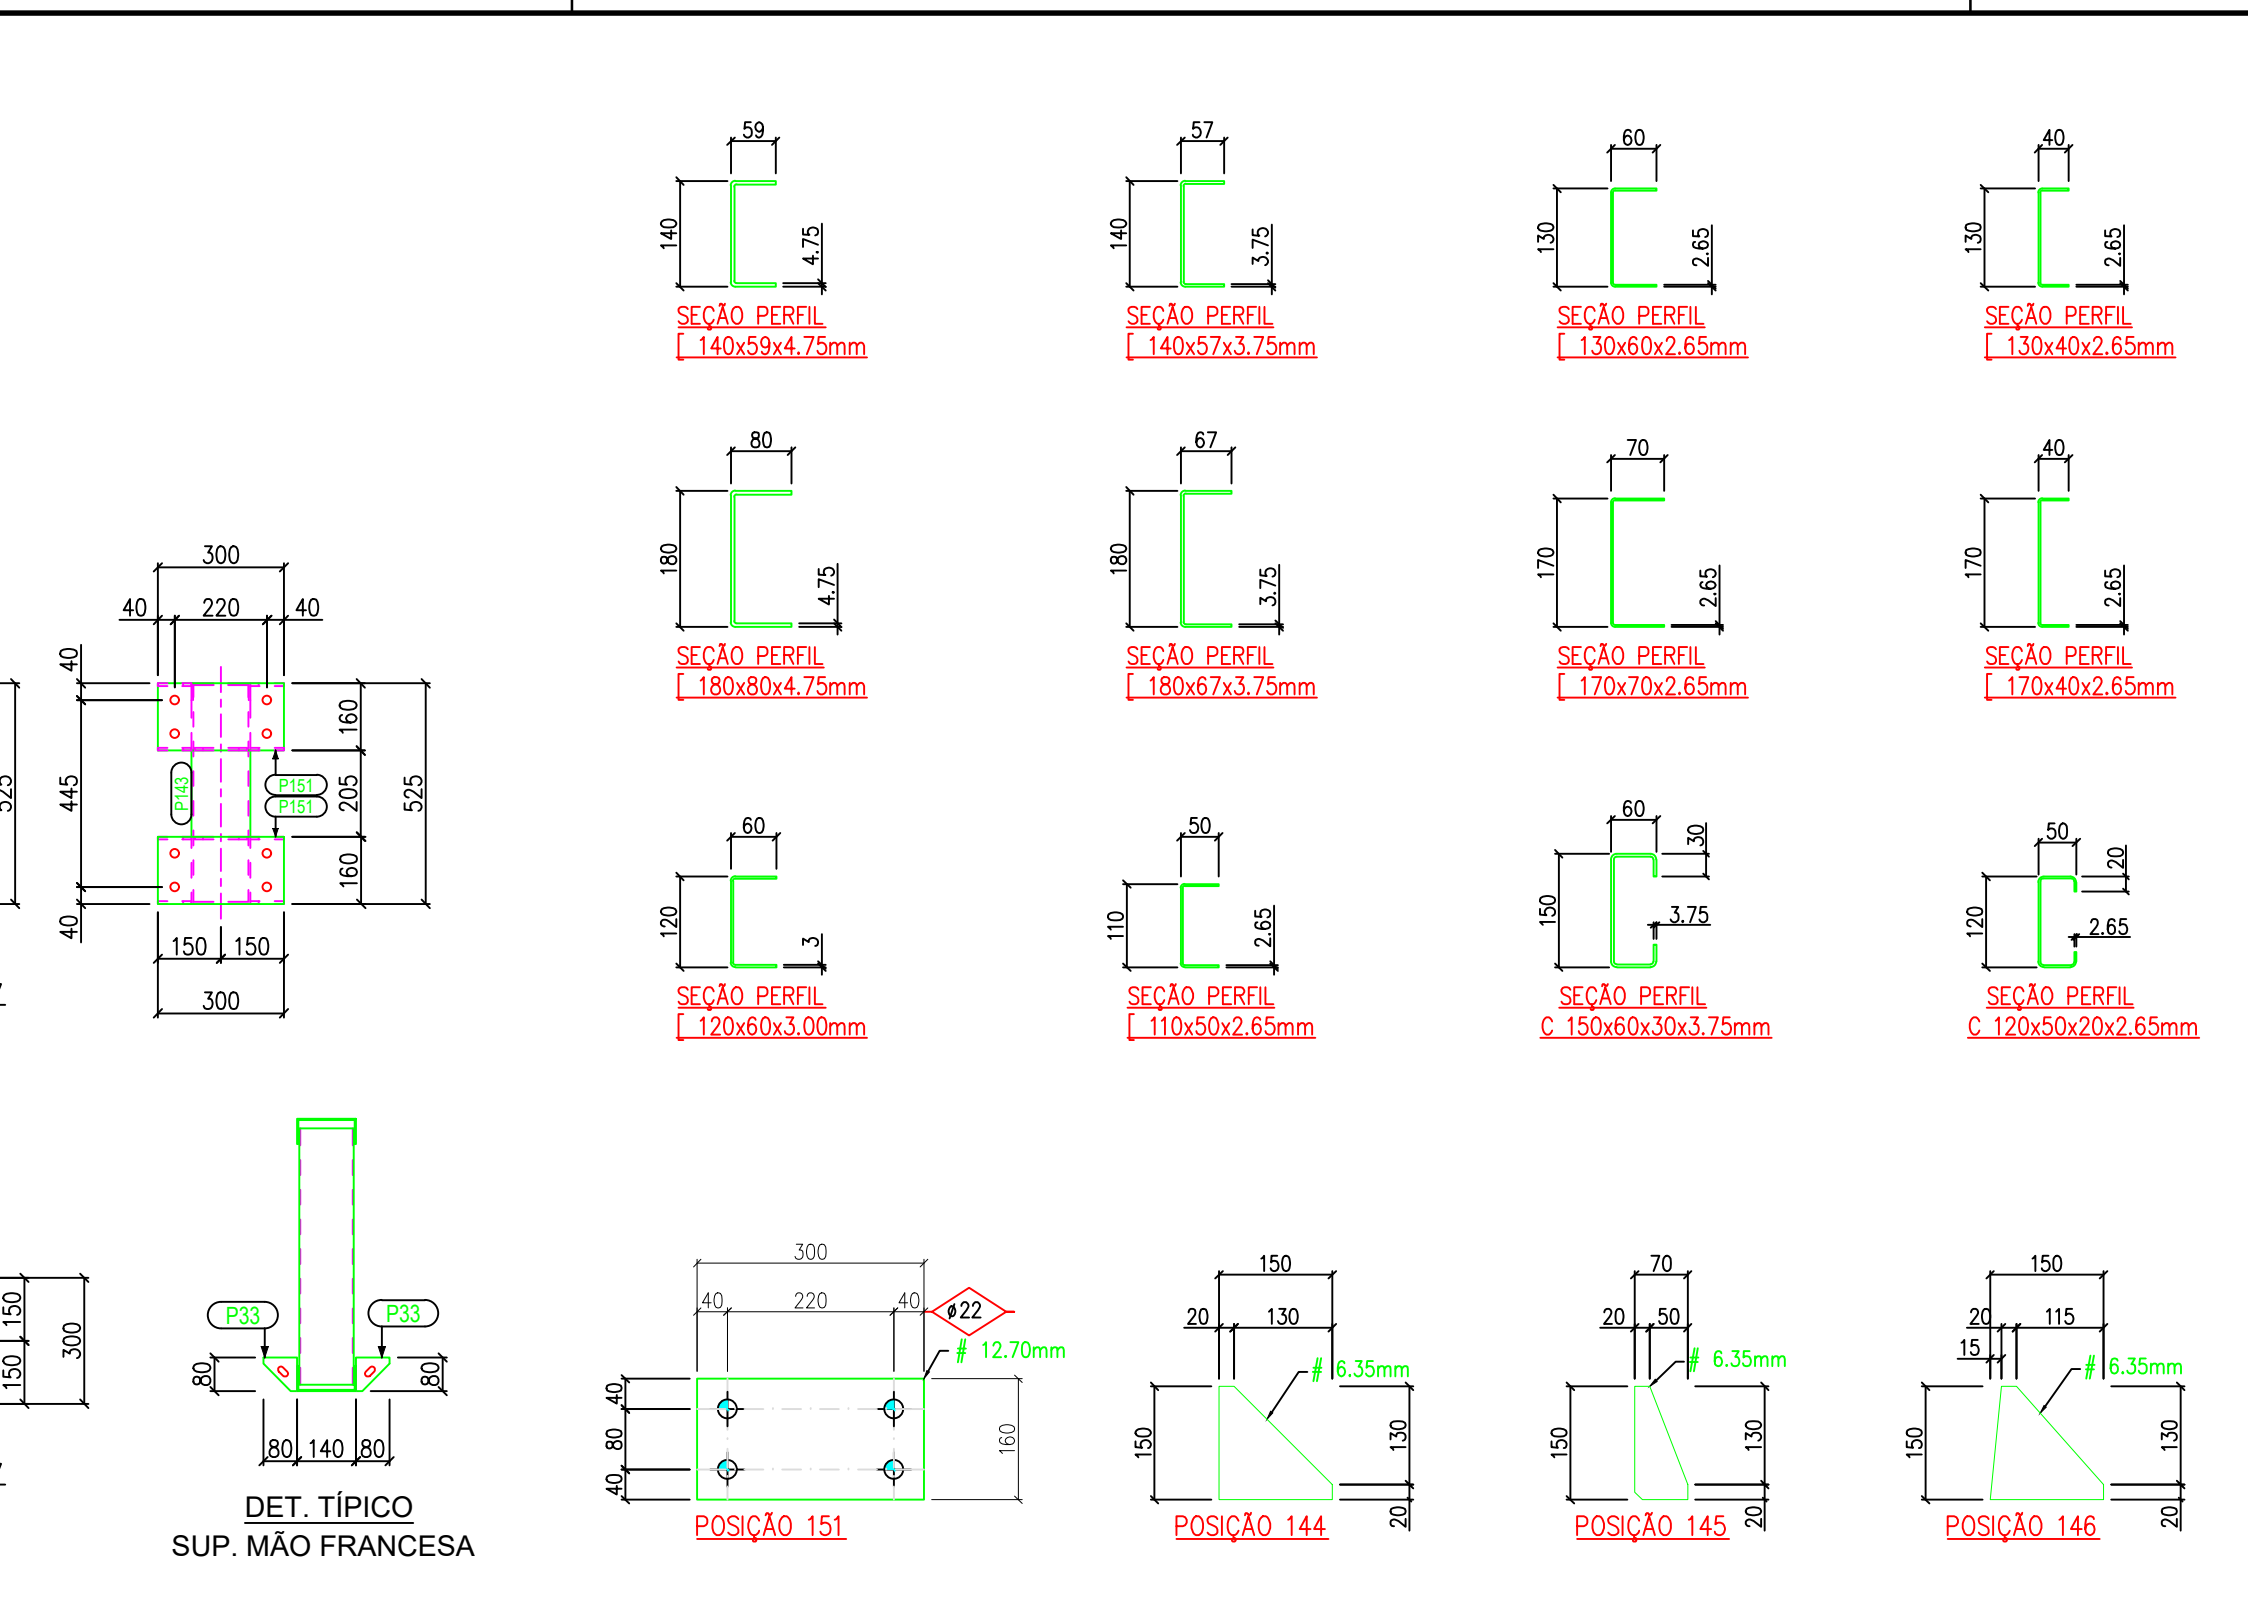 59
140
4.75
SEÇÃO PERFIL
[ 140x59x4.75mm
57
140
3.75
SEÇÃO PERFIL
[ 140x57x3.75mm
60
130
2.65
SEÇÃO PERFIL
[ 130x60x2.65mm
40
130
2.65
SEÇÃO PERFIL
[ 130x40x2.65mm
80
180
4.75
SEÇÃO PERFIL
[ 180x80x4.75mm
67
180
3.75
SEÇÃO PERFIL
[ 180x67x3.75mm
70
170
2.65
SEÇÃO PERFIL
[ 170x70x2.65mm
40
170
2.65
SEÇÃO PERFIL
[ 170x40x2.65mm
300
40 220 40
40
445
40
525
P143
P151
P151
160
205
160
525
150 150
300
60
120
3
SEÇÃO PERFIL
[ 120x60x3.00mm
50
110
2.65
SEÇÃO PERFIL
[ 110x50x2.65mm
60
30
150
3.75
SEÇÃO PERFIL
C 150x60x30x3.75mm
50
20
120
2.65
SEÇÃO PERFIL
C 120x50x20x2.65mm
150
150
300
P33
P33
80
80
80 140 80
DET. TÍPICO
SUP. MÃO FRANCESA
300
40 220 40
ø22
# 12.70mm
40
80
40
160
POSIÇÃO 151
150
20 130
# 6.35mm
150
130
20
POSIÇÃO 144
70
20 50
# 6.35mm
150
130
20
POSIÇÃO 145
150
20 115
15
# 6.35mm
150
130
20
POSIÇÃO 146